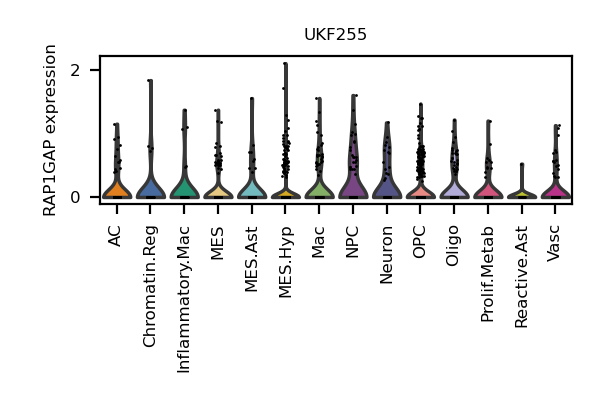 UKF255
RAP1GAP expression
2
0
AC
Chromatin.Reg
Inflammatory.Mac
MES
MES.Ast
MES.Hyp
Mac
NPC
Neuron
OPC
Oligo
Prolif.Metab
Reactive.Ast
Vasc